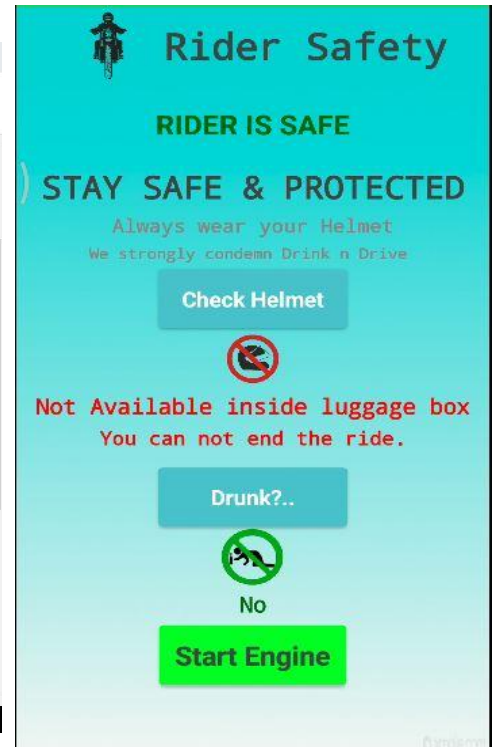 Rider Safety
RIDER IS SAFE
STAY SAFE & PROTECTED
Always wear your Helmet
We strongly condemn Drink n Drive
Check Helmet
Not Available inside luggage box
You can not end the ride.
Drunk?..
No
Start Engine